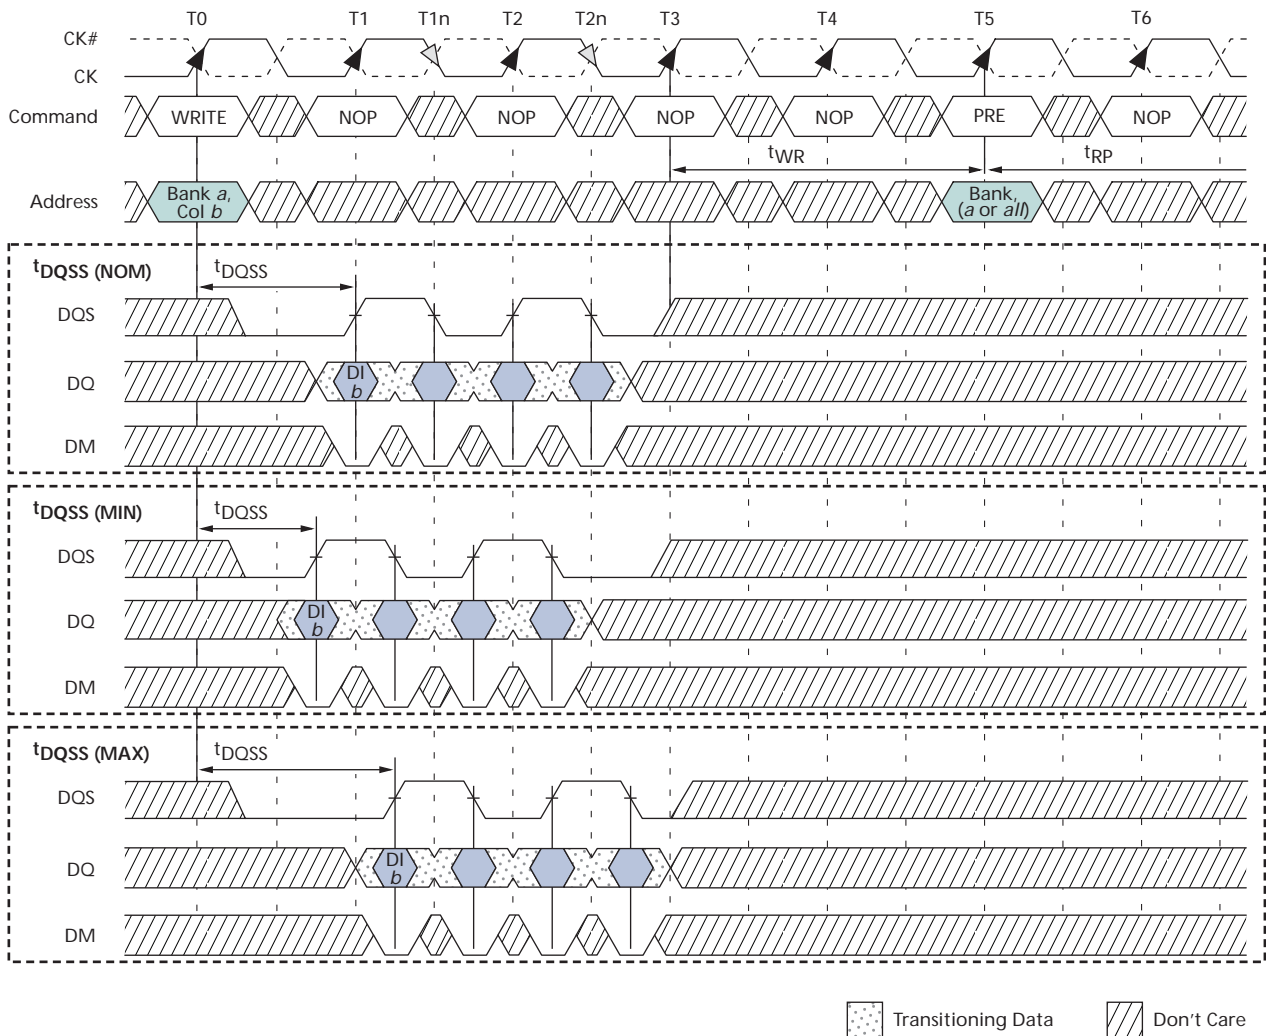 T0 T1 T1n T2 T2n T3 T4 T5 T6
CK#
CK
Command WRITE NOP NOP NOP NOP PRE NOP
tWR tRP
Address Bank a, Col b Bank, (a or all)
tDQSS (NOM) tDQSS
DQS
DQ DI b
DM
tDQSS (MIN) tDQSS
DQS
DQ DI b
DM
tDQSS (MAX) tDQSS
DQS
DQ DI b
DM
Transitioning Data Don't Care